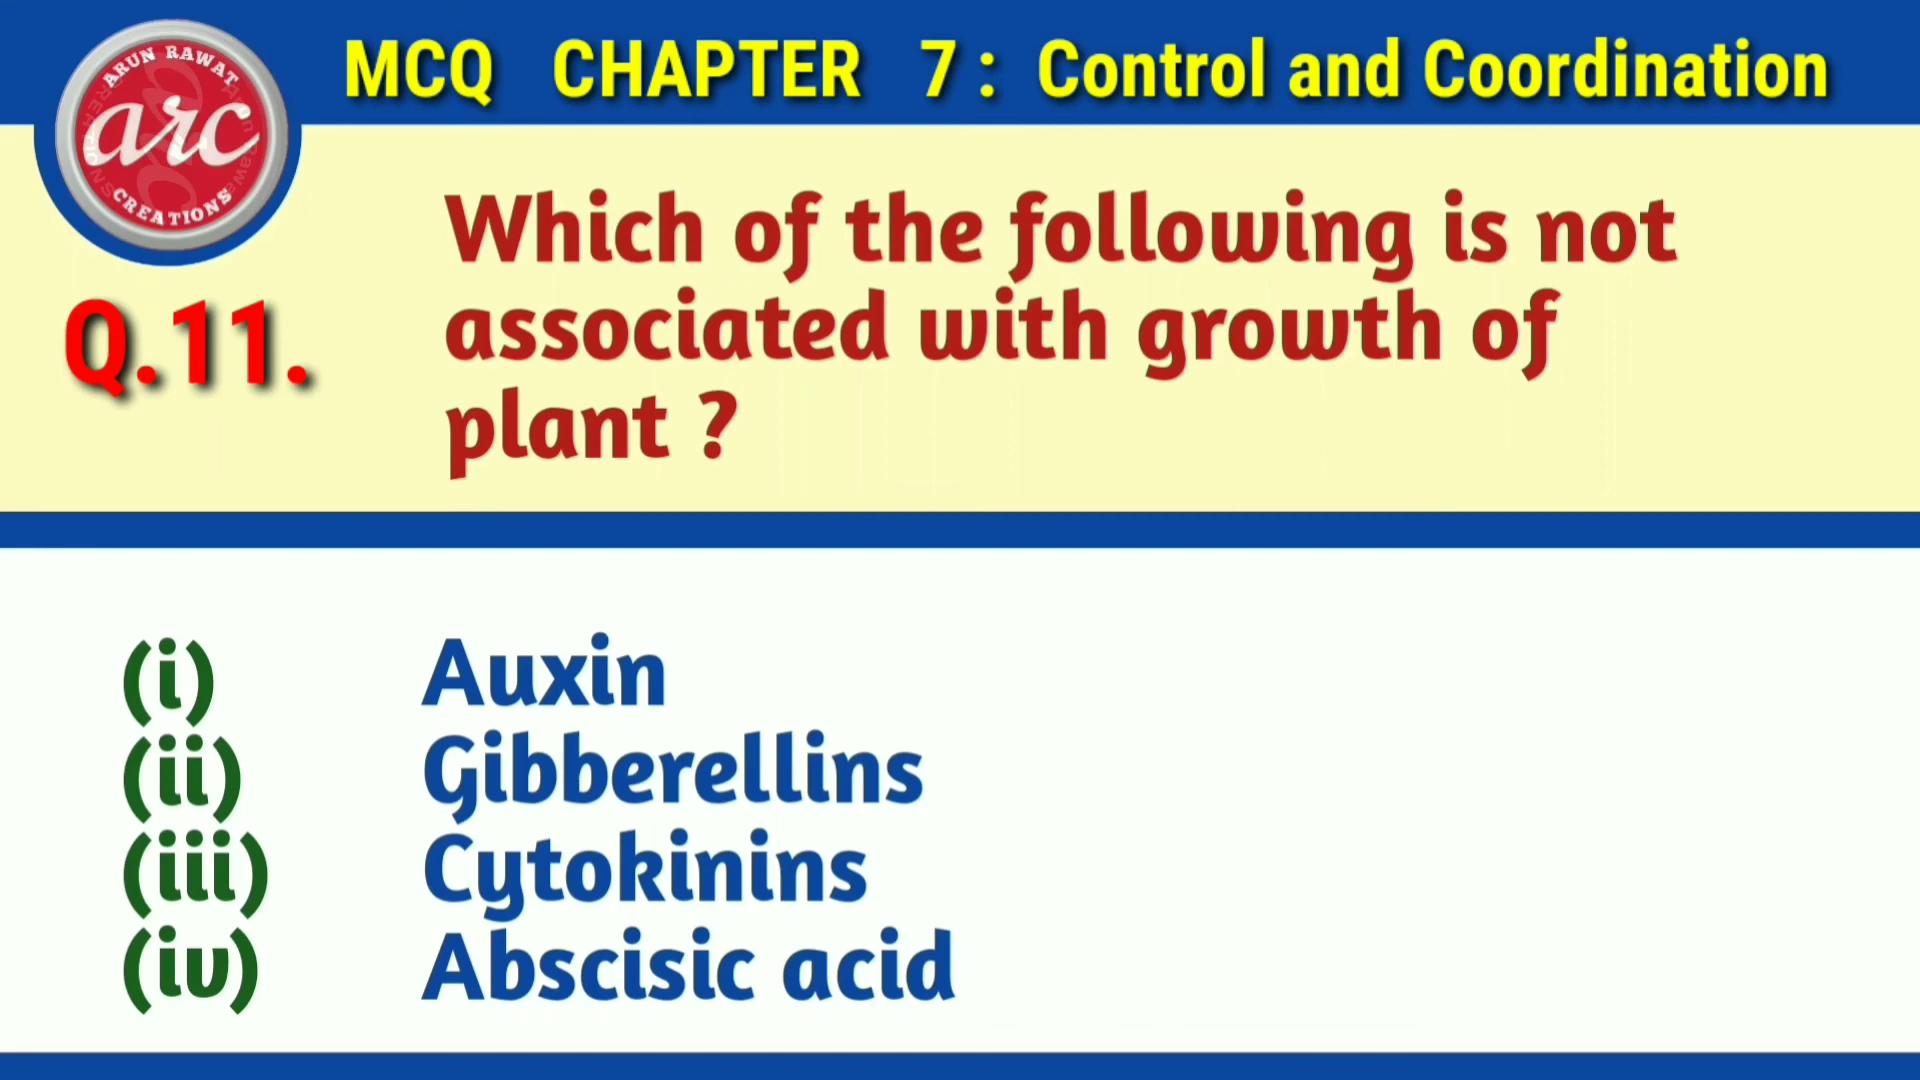 ARUN RAWAT
arc
CREATIONS
MCQ CHAPTER 7 : Control and Coordination
Q.11.
Which of the following is not
associated with growth of
plant ?
(i) Auxin
(ii) Gibberellins
(iii) Cytokinins
(iv) Abscisic acid